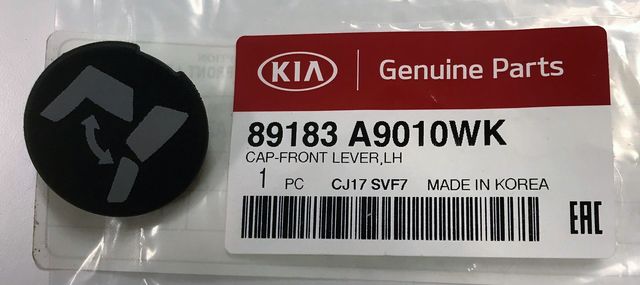 KIA Genuine Parts
89183 A9010WK
CAP-FRONT LEVER,LH
1 PC CJ17 SVF7 MADE IN KOREA
EAC